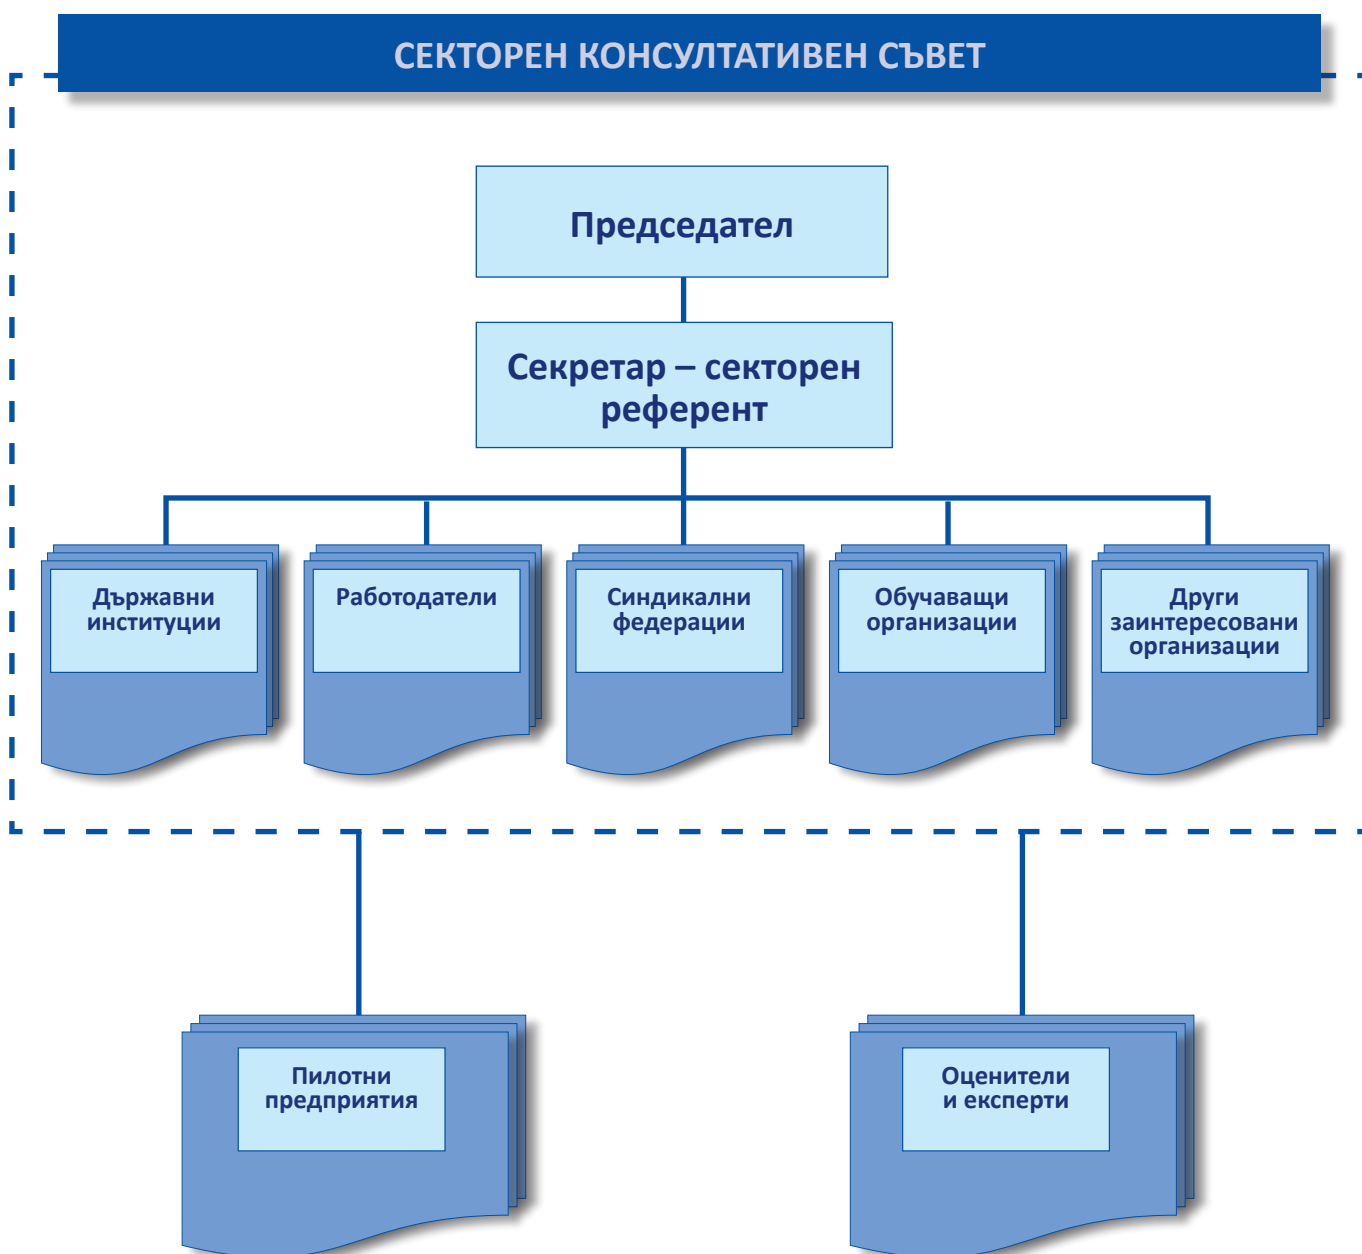 СЕКТОРЕН КОНСУЛТАТИВЕН СЪВЕТ
Председател
Секретар – секторен
референт
Държавни
институции
Работодатели
Синдикални
федерации
Обучаващи
организации
Други
заинтересовани
организации
Пилотни
предприятия
Оценители
и експерти